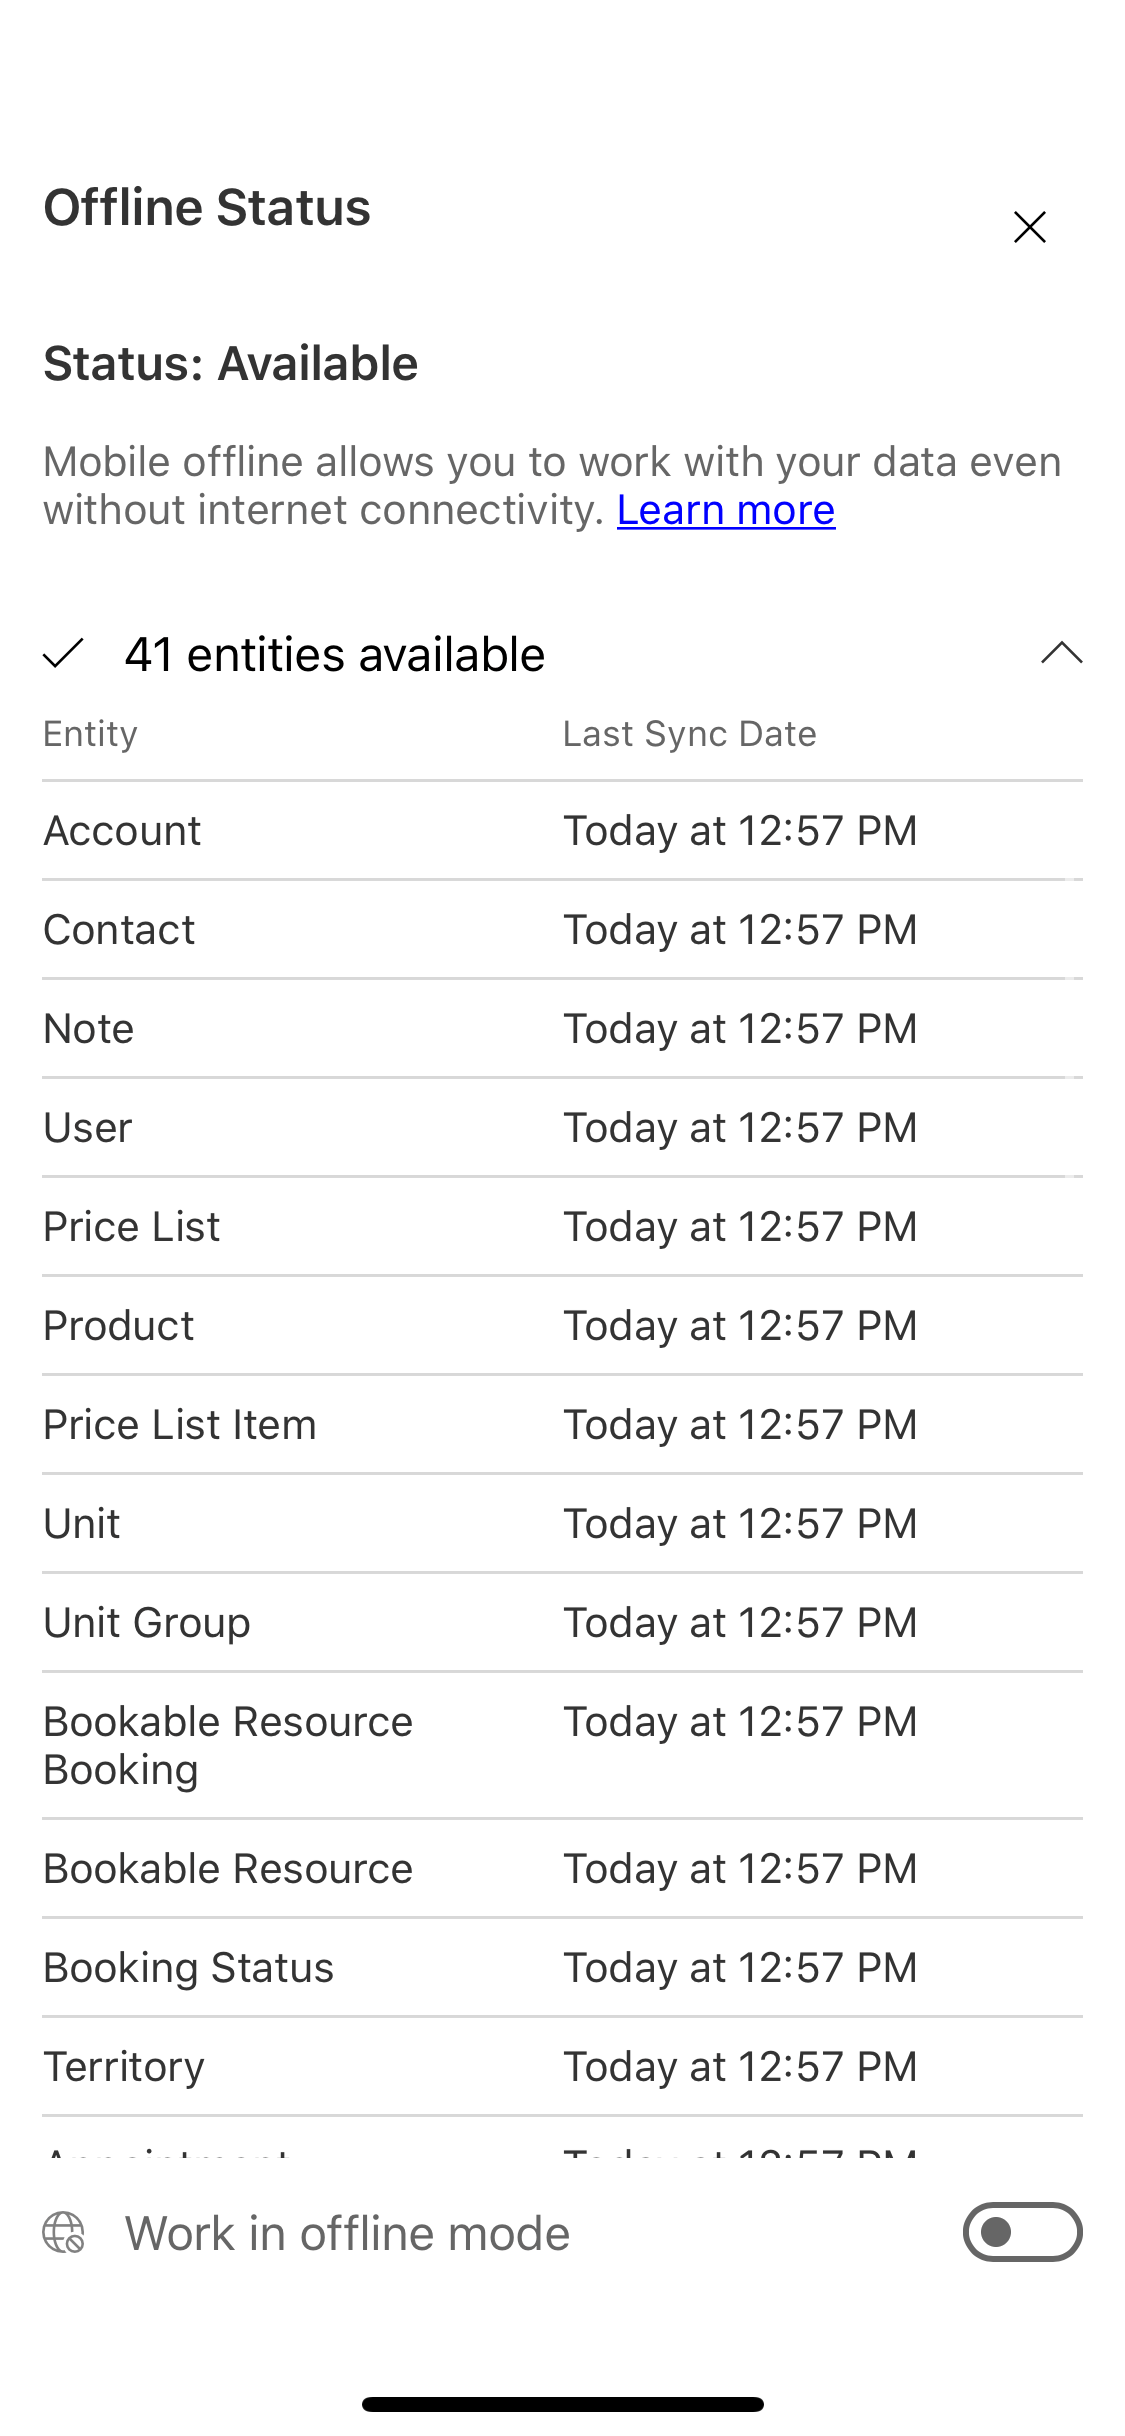 Offline Status
Status: Available
Mobile offline allows you to work with your data even
without internet connectivity. Learn more
41 entities available
Entity Last Sync Date
Account Today at 12:57 PM
Contact Today at 12:57 PM
Note Today at 12:57 PM
User Today at 12:57 PM
Price List Today at 12:57 PM
Product Today at 12:57 PM
Price List Item Today at 12:57 PM
Unit Today at 12:57 PM
Unit Group Today at 12:57 PM
Bookable Resource Today at 12:57 PM
Booking
Bookable Resource Today at 12:57 PM
Booking Status Today at 12:57 PM
Territory Today at 12:57 PM
Appointment Today at 12:57 PM
Work in offline mode